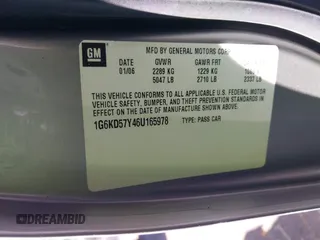 GM
MFD BY GENERAL MOTORS CORP
DATE GVWR GAWR FRT
01/06 2289 KG 1229 KG
5047 LB 2710 LB 2337 LB
THIS VEHICLE CONFORMS TO ALL APPLICABLE U.S. FEDERAL MOTOR
VEHICLE SAFETY, BUMPER, AND THEFT PREVENTION STANDARDS
IN EFFECT ON THE DATE OF MANUFACTURE SHOWN ABOVE.
1G6KD57Y46U165978 TYPE: PASS CAR
DREAMBID